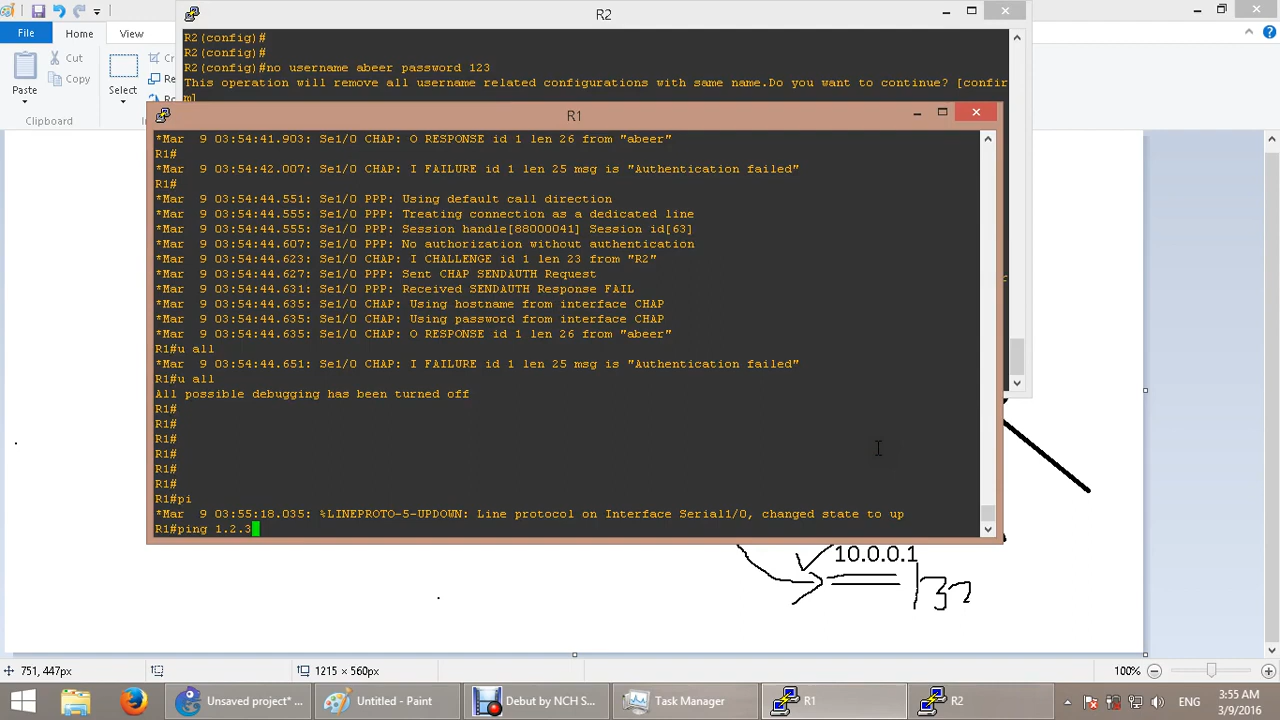 R2
File
Home
View
Cut
Copy
Paste
Select
Cr
Re
Ro
Clipboard
R2(config)#
R2(config)#
R2(config)#no username abeer password 123
This operation will remove all username related configurations with same name.Do you want to continue? [confir
m]
R1
*Mar  9 03:54:41.903: Se1/0 CHAP: O RESPONSE id 1 len 26 from "abeer"
R1#
*Mar  9 03:54:42.007: Se1/0 CHAP: I FAILURE id 1 len 25 msg is "Authentication failed"
R1#
*Mar  9 03:54:44.551: Se1/0 PPP: Using default call direction
*Mar  9 03:54:44.555: Se1/0 PPP: Treating connection as a dedicated line
*Mar  9 03:54:44.555: Se1/0 PPP: Session handle[88000041] Session id[63]
*Mar  9 03:54:44.607: Se1/0 PPP: No authorization without authentication
*Mar  9 03:54:44.623: Se1/0 CHAP: I CHALLENGE id 1 len 23 from "R2"
*Mar  9 03:54:44.627: Se1/0 PPP: Sent CHAP SENDAUTH Request
*Mar  9 03:54:44.631: Se1/0 PPP: Received SENDAUTH Response FAIL
*Mar  9 03:54:44.635: Se1/0 CHAP: Using hostname from interface CHAP
*Mar  9 03:54:44.635: Se1/0 CHAP: Using password from interface CHAP
*Mar  9 03:54:44.635: Se1/0 CHAP: O RESPONSE id 1 len 26 from "abeer"
R1#u all
*Mar  9 03:54:44.651: Se1/0 CHAP: I FAILURE id 1 len 25 msg is "Authentication failed"
R1#u all
All possible debugging has been turned off
R1#
R1#
R1#
R1#
R1#
R1#
R1#pi
*Mar  9 03:55:18.035: %LINEPROTO-5-UPDOWN: Line protocol on Interface Serial1/0, changed state to up
R1#ping 1.2.3
10.0.0.1
/32
751, 447px
1215 × 560px
100%
Unsaved project*...
Untitled - Paint
Debut by NCH S...
Task Manager
R1
R2
ENG
3:55 AM
3/9/2016